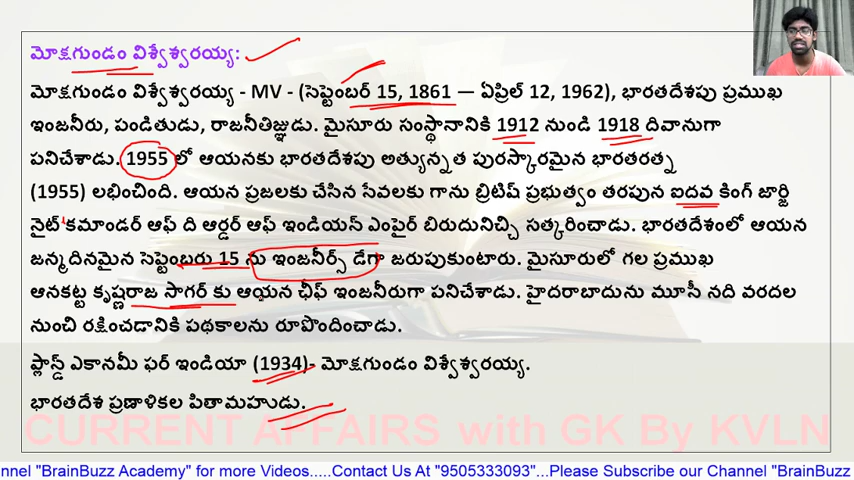 మోక్షగుండం విశ్వేశ్వరయ్య:
మోక్షగుండం విశ్వేశ్వరయ్య - MV - (సెప్టెంబర్ 15, 1861 — ఏప్రిల్ 12, 1962), భారతదేశపు ప్రముఖ
ఇంజనీరు, పండితుడు, రాజనీతిజ్ఞుడు. మైసూరు సంస్థానానికి 1912 నుండి 1918 దివానుగా
పనిచేశాడు. 1955 లో ఆయనకు భారతదేశపు అత్యున్నత పురస్కారమైన భారతరత్న
(1955) లభించింది. ఆయన ప్రజలకు చేసిన సేవలకు గాను బ్రిటిష్ ప్రభుత్వం తరపున ఐదవ కింగ్ జార్జి
నైట్ కమాండర్ ఆఫ్ ది ఆర్డర్ ఆఫ్ ఇండియన్ ఎంపైర్ బిరుదునిచ్చి సత్కరించాడు. భారతదేశంలో ఆయన
జన్మదినమైన సెప్టెంబరు 15 ను ఇంజనీర్స్ డేగా జరుపుకుంటారు. మైసూరులో గల ప్రముఖ
ఆనకట్ట కృష్ణరాజ సాగర్ కు ఆయన ఛీఫ్ ఇంజనీరుగా పనిచేశాడు. హైదరాబాదును మూసీ నది వరదల
నుంచి రక్షించడానికి పథకాలను రూపొందించాడు.
ప్లాన్డ్ ఎకానమీ ఫర్ ఇండియా (1934)- మోక్షగుండం విశ్వేశ్వరయ్య.
భారతదేశ ప్రణాళికల పితామహుడు.
CURRENT AFFAIRS with GK By KVLN
nnel "BrainBuzz Academy" for more Videos.....Contact Us At "9505333093"...Please Subscribe our Channel "BrainBuzz